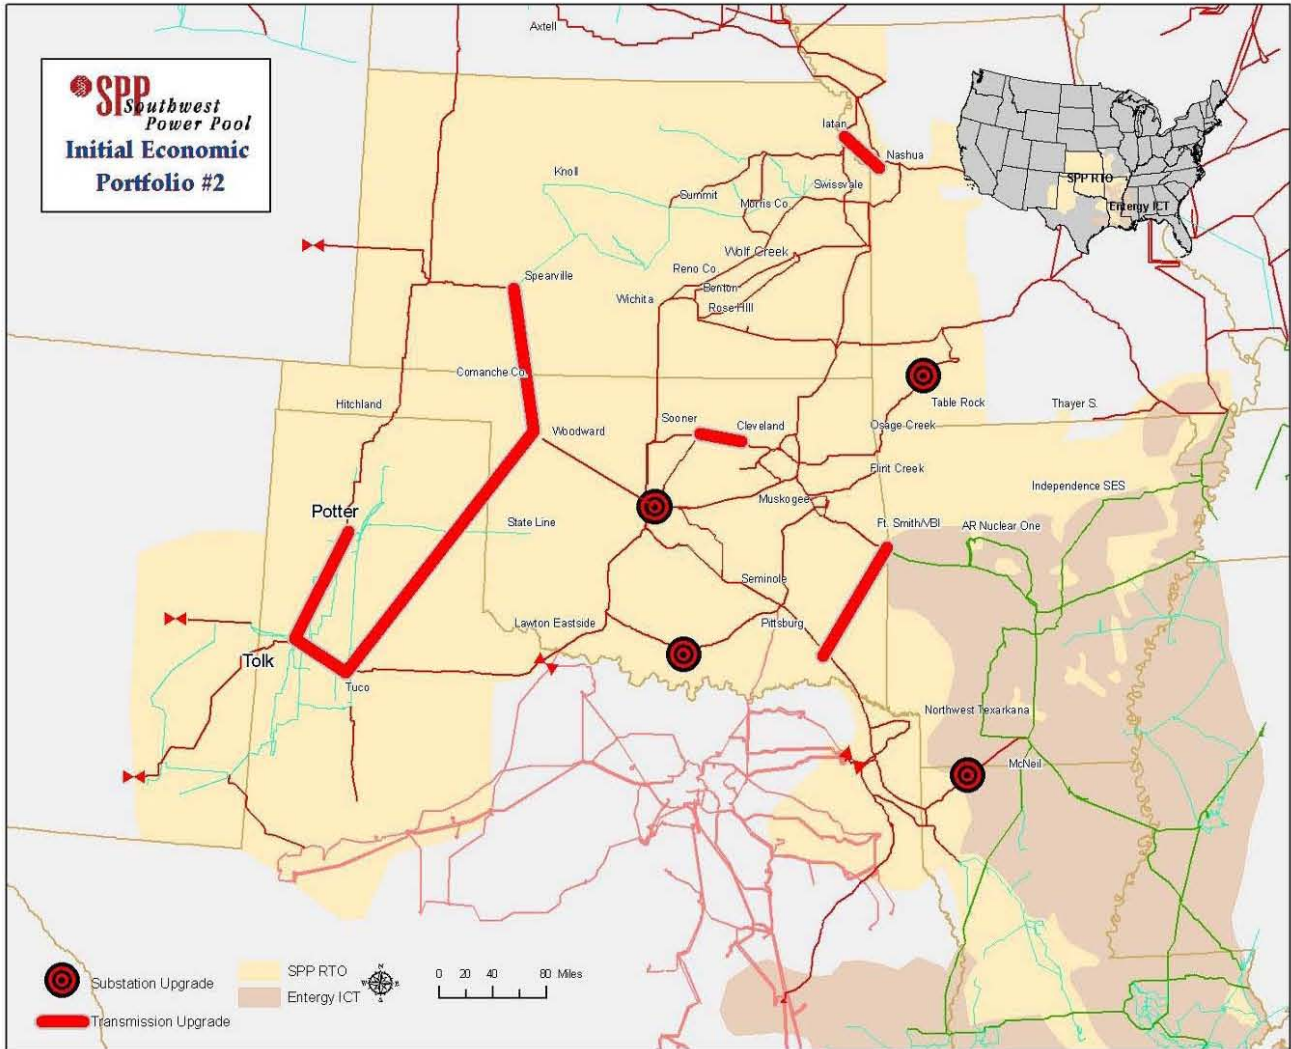 Axtell
SPP
Southwest
Power Pool
Initial Economic
Portfolio #2
Iatan
Nashua
Knoll
Swissvale
Summit
Morris Co.
SPP RTO
Entergy ICT
Wolf Creek
Reno Co.
Spearville
Benton
Wichita
Rose Hill
Comanche Co.
Hitchland
Table Rock
Thayer S.
Sooner
Cleveland
Osage Creek
Woodward
Flint Creek
Independence SES
Muskogee
Potter
State Line
Ft. Smith/VBI
AR Nuclear One
Seminole
Lawton Eastside
Pittsburg
Tolk
Tuco
Northwest Texarkana
McNeil
Substation Upgrade
Transmission Upgrade
SPP RTO
Entergy ICT
N
W
E
S
0 20 40 80 Miles